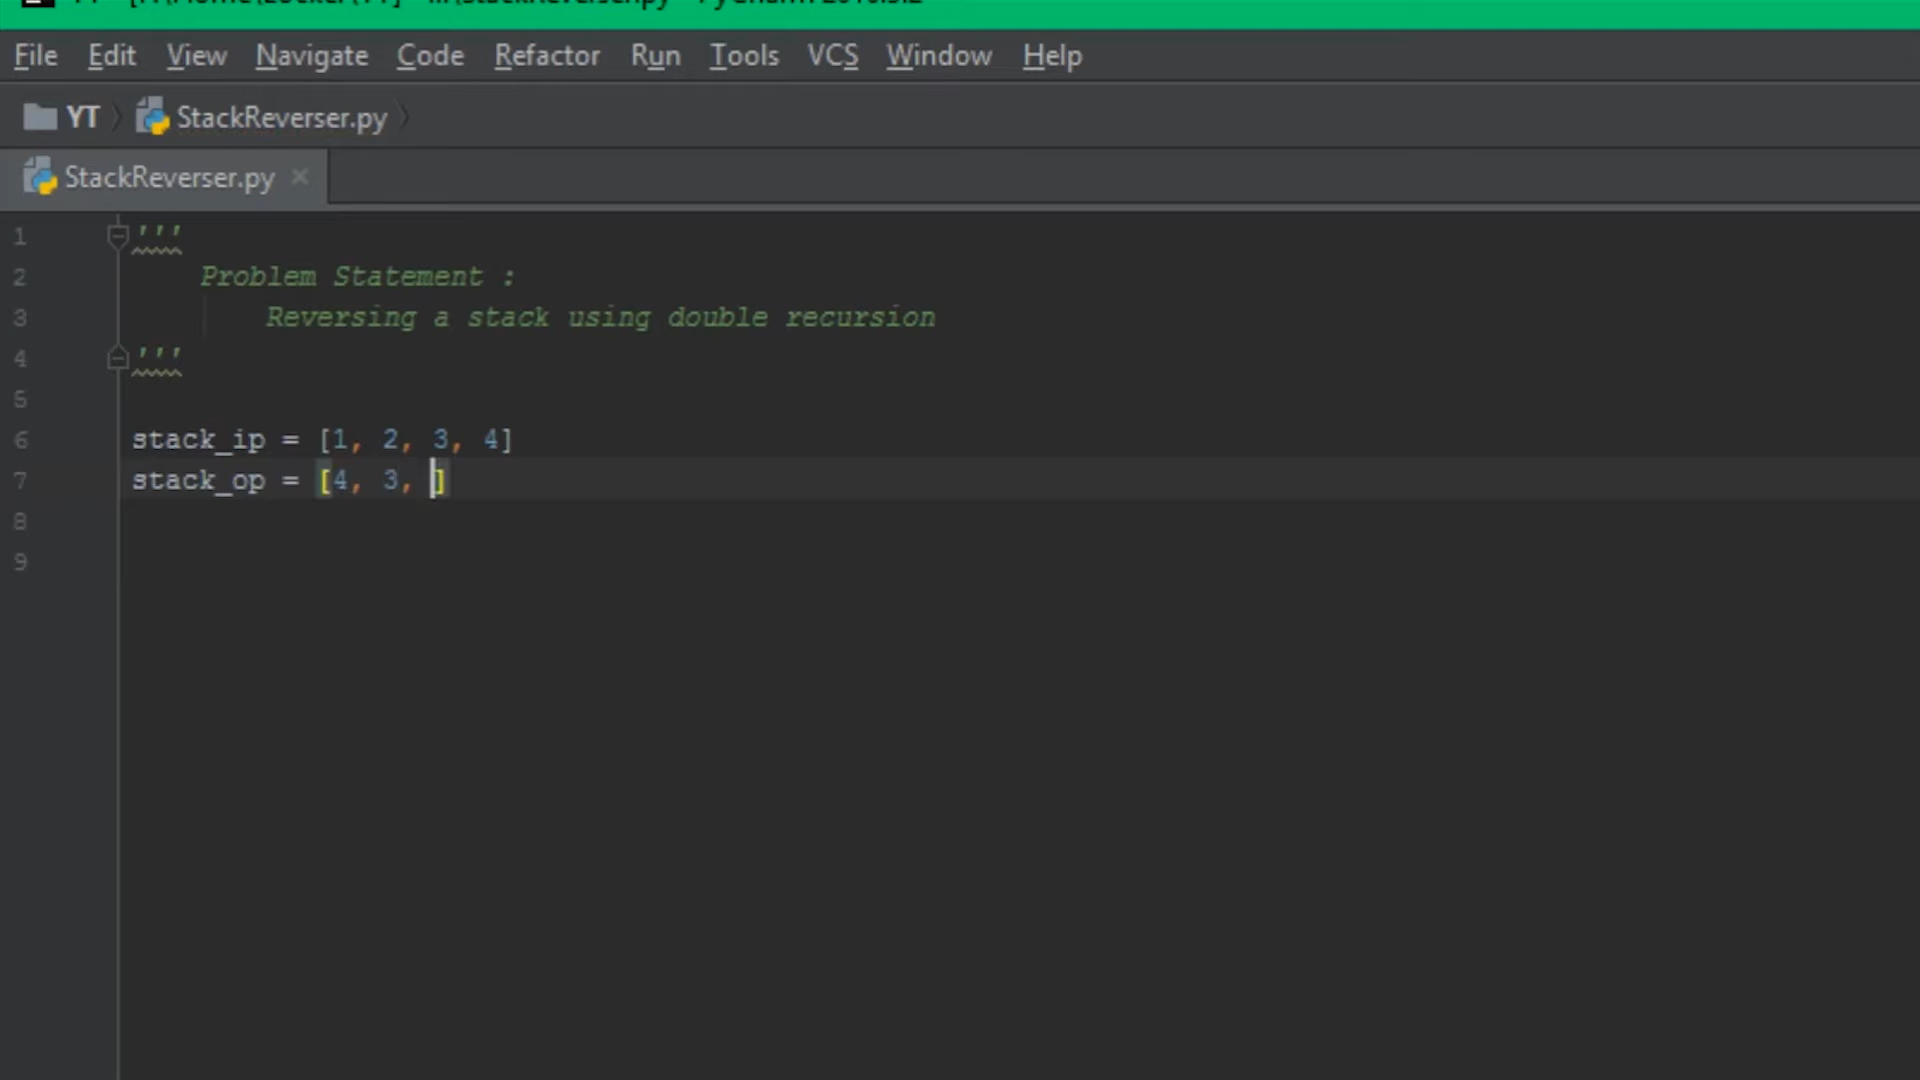 File Edit View Navigate Code Refactor Run Tools VCS Window Help
YT StackReverser.py
StackReverser.py
1 '''
2 Problem Statement :
3 Reversing a stack using double recursion
4 '''
5
6 stack_ip = [1, 2, 3, 4]
7 stack_op = [4, 3, ]
8
9